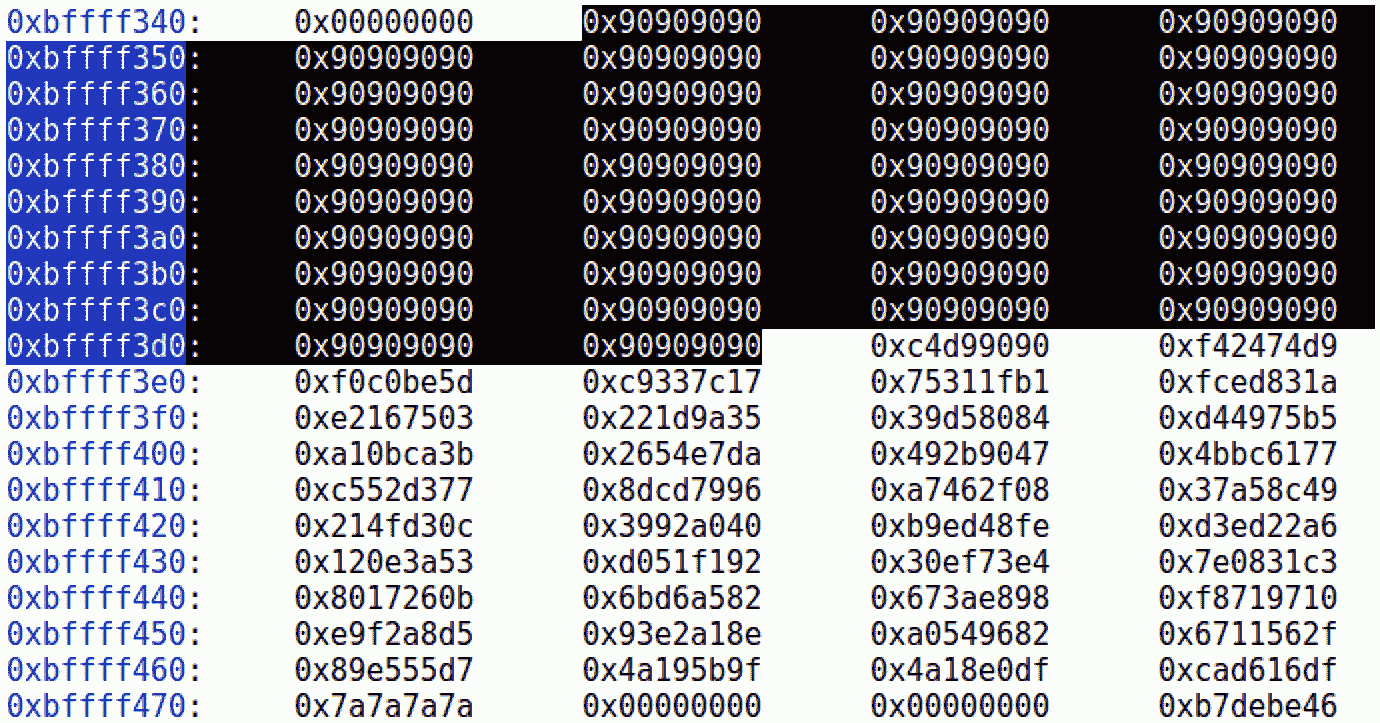 0xbffff340: 0x00000000 0x90909090 0x90909090 0x90909090
0xbffff350: 0x90909090 0x90909090 0x90909090 0x90909090
0xbffff360: 0x90909090 0x90909090 0x90909090 0x90909090
0xbffff370: 0x90909090 0x90909090 0x90909090 0x90909090
0xbffff380: 0x90909090 0x90909090 0x90909090 0x90909090
0xbffff390: 0x90909090 0x90909090 0x90909090 0x90909090
0xbffff3a0: 0x90909090 0x90909090 0x90909090 0x90909090
0xbffff3b0: 0x90909090 0x90909090 0x90909090 0x90909090
0xbffff3c0: 0x90909090 0x90909090 0x90909090 0x90909090
0xbffff3d0: 0x90909090 0x90909090 0xc4d99090 0xf42474d9
0xbffff3e0: 0xf0c0be5d 0xc9337c17 0x75311fb1 0xfced831a
0xbffff3f0: 0xe2167503 0x221d9a35 0x39d58084 0xd44975b5
0xbffff400: 0xa10bca3b 0x2654e7da 0x492b9047 0x4bbc6177
0xbffff410: 0xc552d377 0x8dcd7996 0xa7462f08 0x37a58c49
0xbffff420: 0x214fd30c 0x3992a040 0xb9ed48fe 0xd3ed22a6
0xbffff430: 0x120e3a53 0xd051f192 0x30ef73e4 0x7e0831c3
0xbffff440: 0x8017260b 0x6bd6a582 0x673ae898 0xf8719710
0xbffff450: 0xe9f2a8d5 0x93e2a18e 0xa0549682 0x6711562f
0xbffff460: 0x89e555d7 0x4a195b9f 0x4a18e0df 0xcad616df
0xbffff470: 0x7a7a7a7a 0x00000000 0x00000000 0xb7debe46